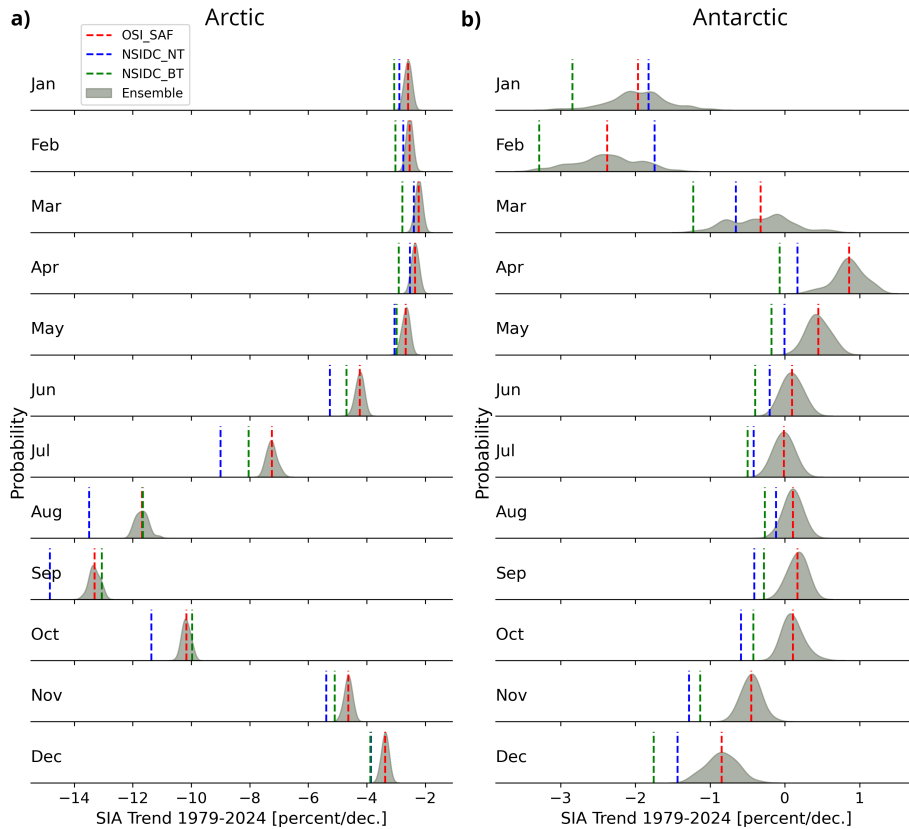 a) Arctic
OSI_SAF
NSIDC_NT
NSIDC_BT
Ensemble
Jan
Feb
Mar
Apr
May
Jun
Jul
Aug
Sep
Oct
Nov
Dec
Probability
−14 −12 −10 −8 −6 −4 −2
SIA Trend 1979-2024 [percent/dec.]
b) Antarctic
Jan
Feb
Mar
Apr
May
Jun
Jul
Aug
Sep
Oct
Nov
Dec
Probability
−3 −2 −1 0 1
SIA Trend 1979-2024 [percent/dec.]